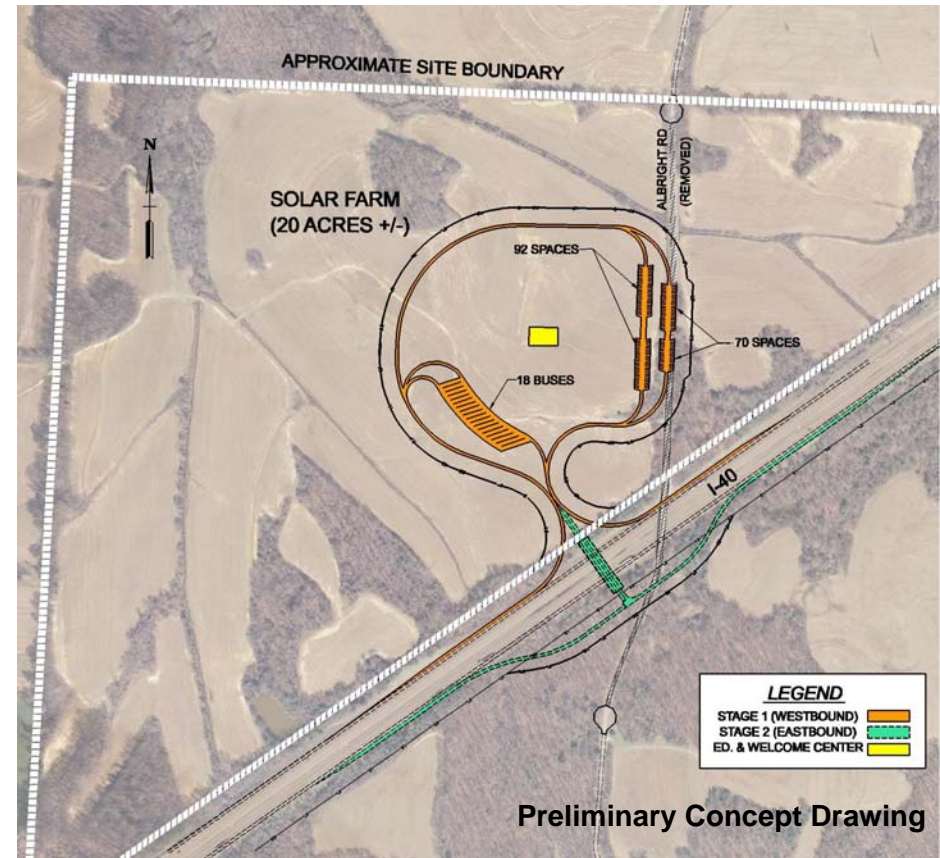 APPROXIMATE SITE BOUNDARY
N
SOLAR FARM
(20 ACRES +/-)
ALBRIGHT RD
(REMOVED)
92 SPACES
70 SPACES
18 BUSES
I-40
LEGEND
STAGE 1 (WESTBOUND)
STAGE 2 (EASTBOUND)
ED. & WELCOME CENTER
Preliminary Concept Drawing